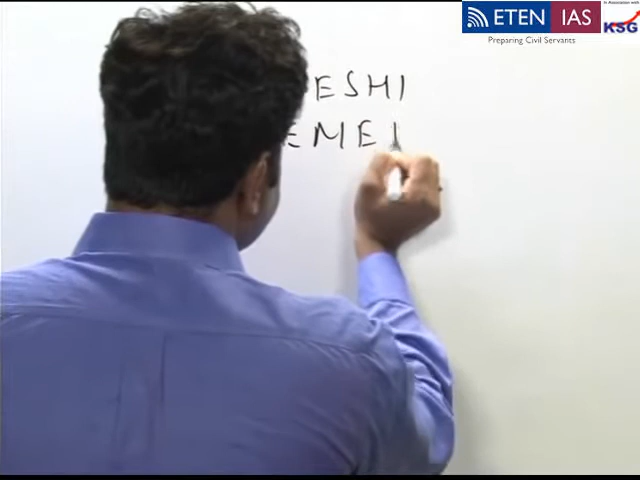 In Association with
ETEN IAS
KSG
Preparing Civil Servants
ESHI
EMEI